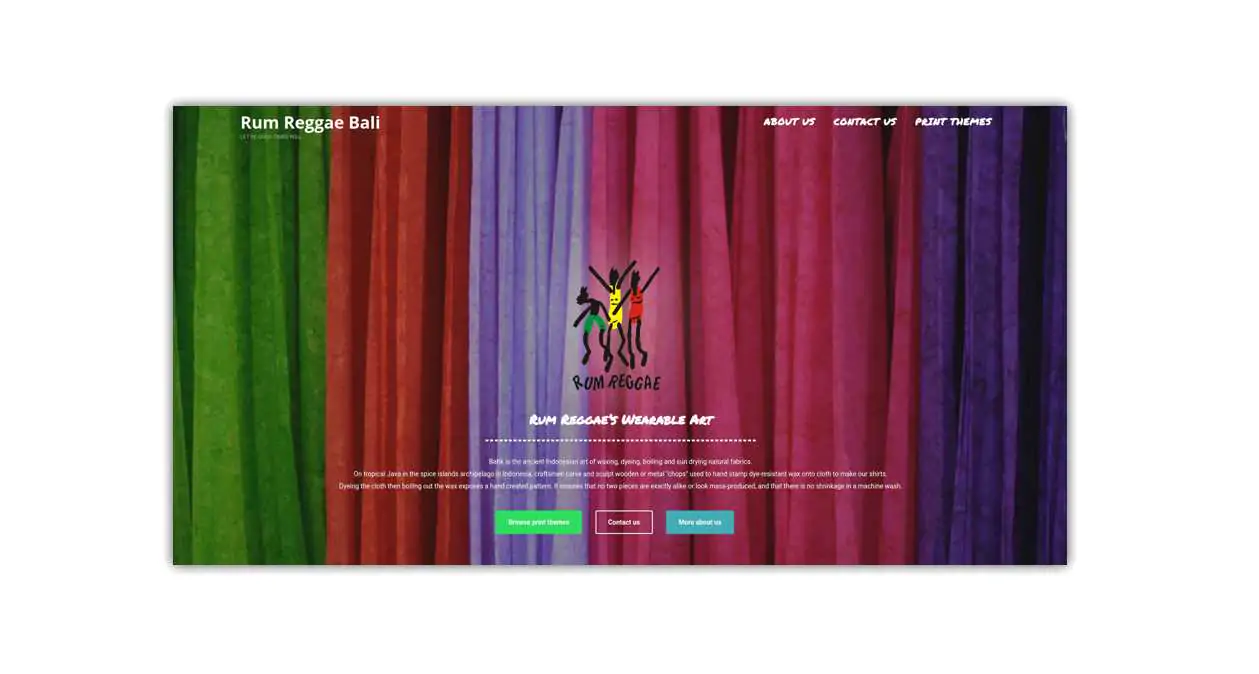 Rum Reggae Bali
ABOUT US
CONTACT US
PRINT THEMES
RUM REGGAE
Rum Reggae's Wearable Art
Batik is the ancient Indonesian art of waxing, dyeing, boiling and sun drying natural fabrics.
On tropical Java in the spice islands archipelago in Indonesia, craftsmen carve and sculpt wooden or metal "chops" used to hand stamp dye-resistant wax onto cloth to make our shirts.
Dyeing the cloth then boiling out the wax exposes a hand created pattern. It ensures that no two pieces are exactly alike or look mass-produced, and that there is no shrinkage in a machine wash.
Browse print themes
Contact us
More about us